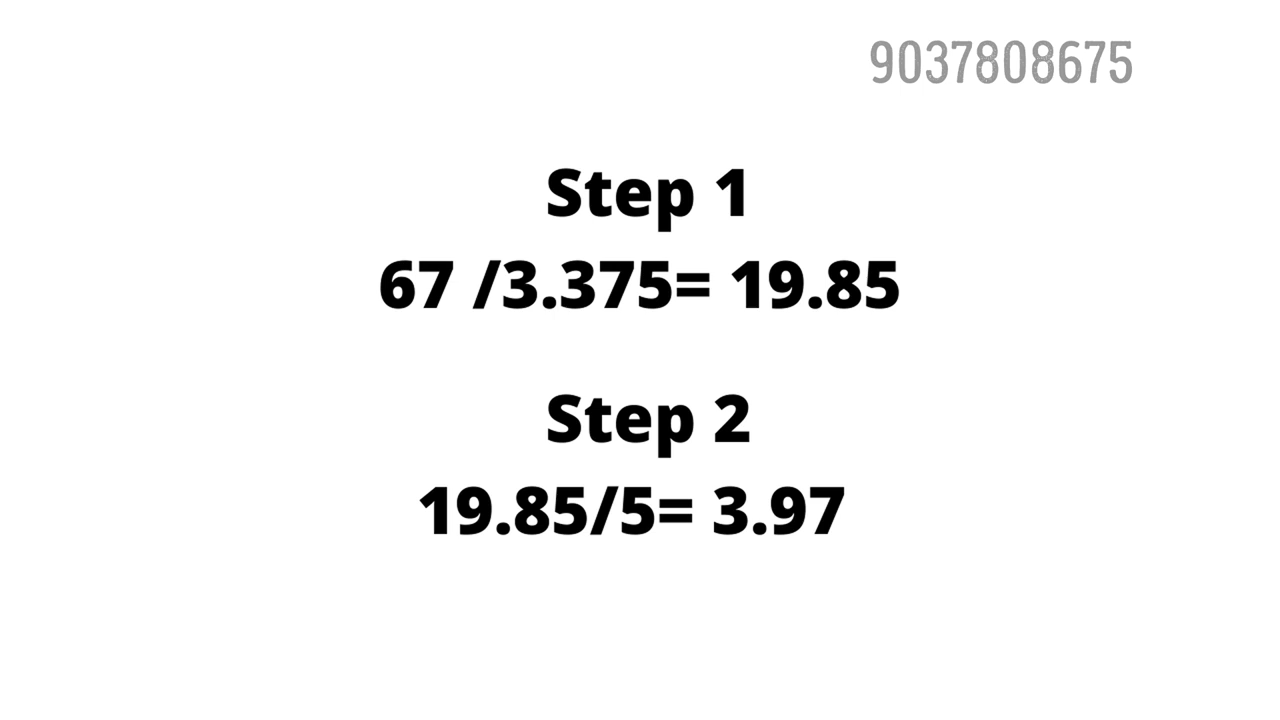 9037808675
Step 1
67 /3.375= 19.85
Step 2
19.85/5= 3.97